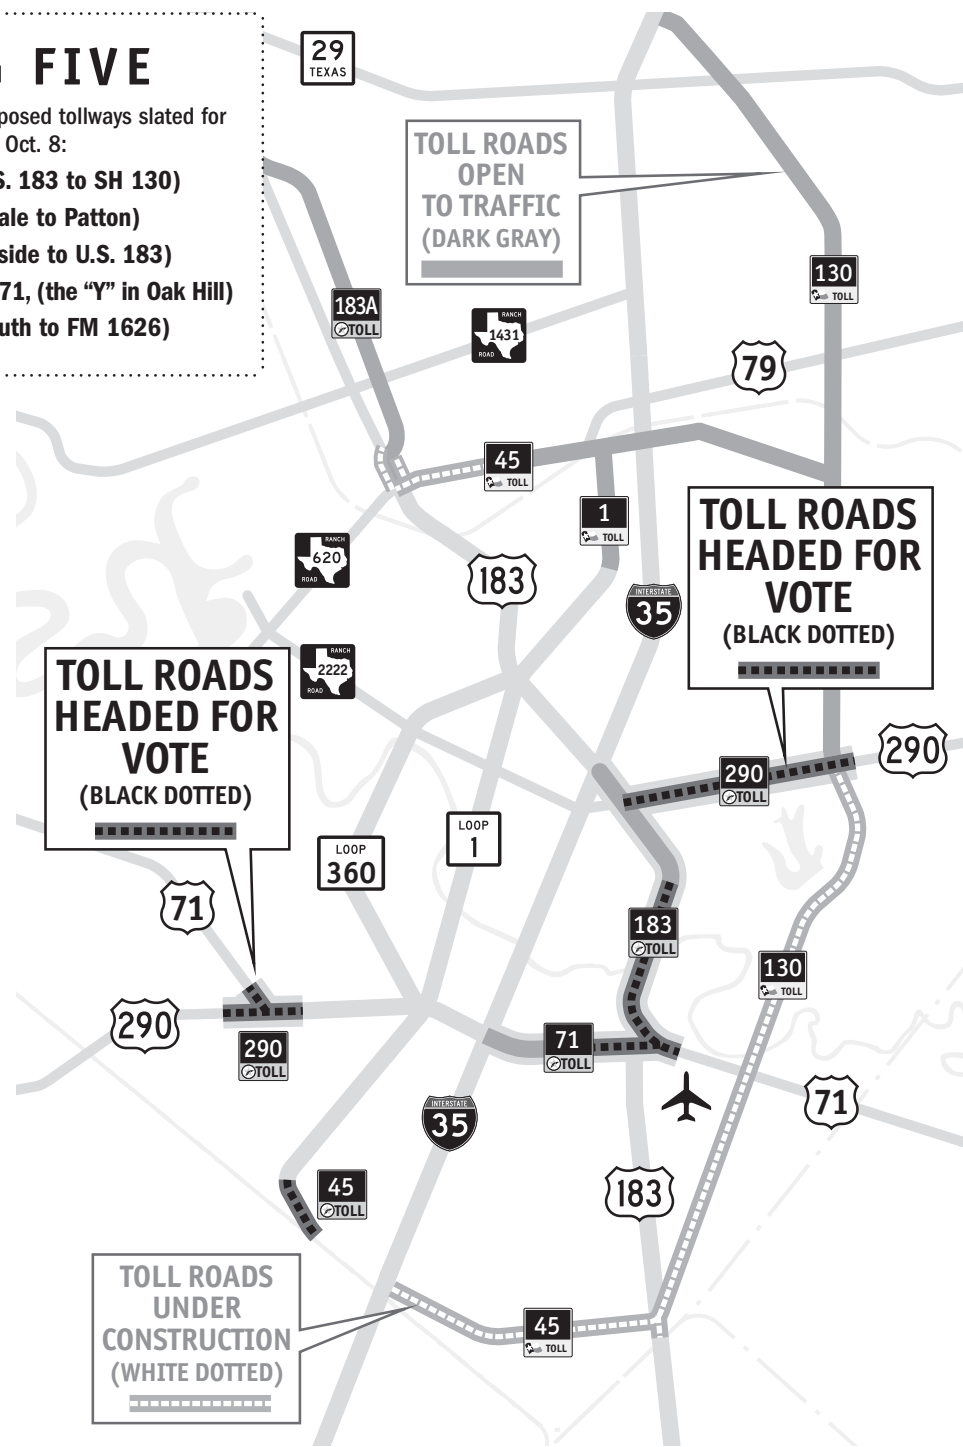 FIVE
posed tollways slated for
Oct. 8:
S. 183 to SH 130)
ale to Patton)
side to U.S. 183)
71, (the “Y” in Oak Hill)
uth to FM 1626)
29
TEXAS
TOLL ROADS
OPEN
TO TRAFFIC
(DARK GRAY)
130
TOLL
183A
TOLL
RANCH
1431
ROAD
79
45
TOLL
1
TOLL
TOLL ROADS
HEADED FOR
VOTE
(BLACK DOTTED)
RANCH
620
ROAD
183
INTERSTATE
35
RANCH
2222
ROAD
TOLL ROADS
HEADED FOR
VOTE
(BLACK DOTTED)
290
290
TOLL
LOOP
1
LOOP
360
71
183
TOLL
130
TOLL
290
290
TOLL
71
TOLL
INTERSTATE
35
71
183
45
TOLL
TOLL ROADS
UNDER
CONSTRUCTION
(WHITE DOTTED)
45
TOLL